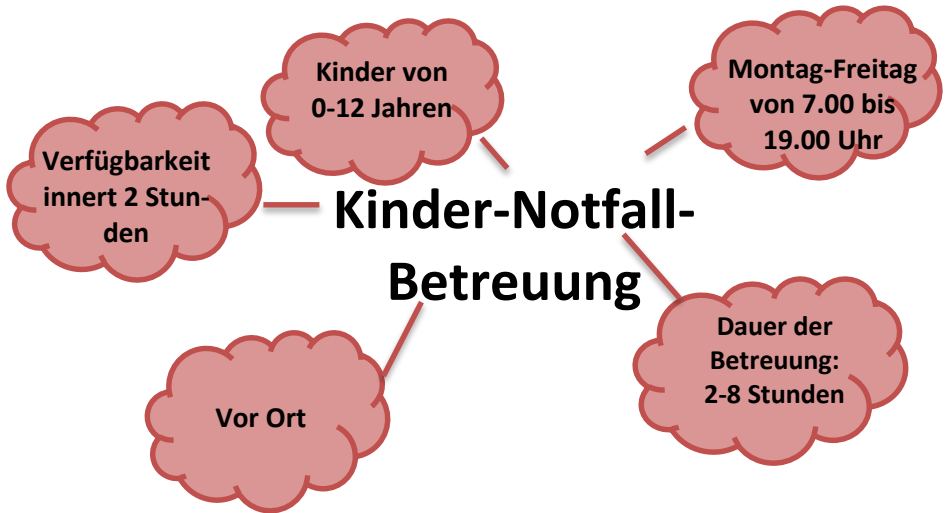 Kinder von
0-12 Jahren
Montag-Freitag
von 7.00 bis
19.00 Uhr
Verfügbarkeit
innert 2 Stun-
den
Kinder-Notfall-
Betreuung
Vor Ort
Dauer der
Betreuung:
2-8 Stunden